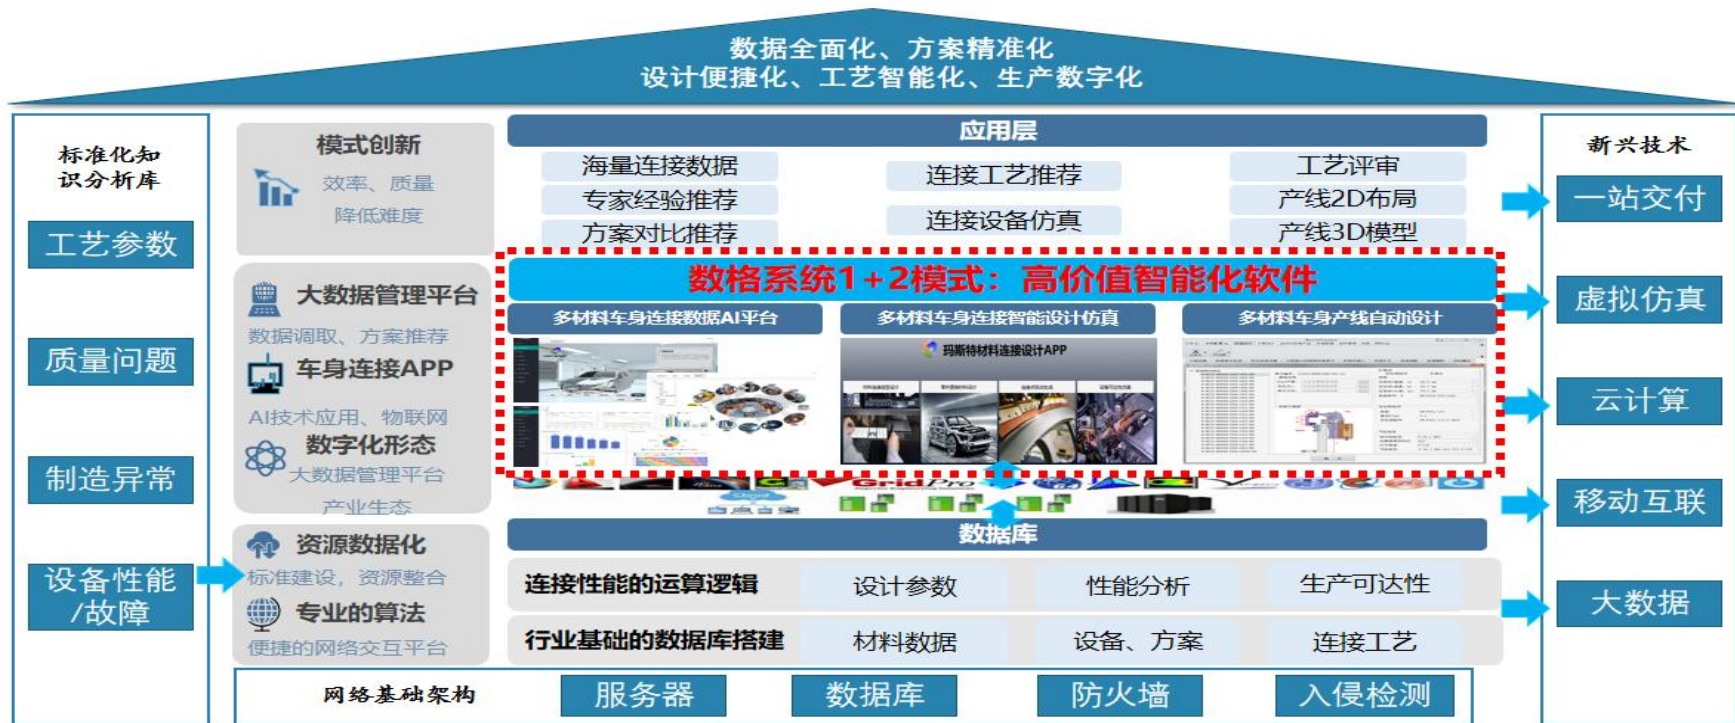 数据全面化、方案精准化
设计便捷化、工艺智能化、生产数字化
标准化知
识分析库
工艺参数
质量问题
制造异常
设备性能
/故障
模式创新
效率、质量
降低难度
大数据管理平台
数据调取、方案推荐
车身连接APP
AI技术应用、物联网
数字化形态
大数据管理平台
产业生态
资源数据化
标准建设，资源整合
专业的算法
便捷的网络交互平台
应用层
海量连接数据
专家经验推荐
方案对比推荐
连接工艺推荐
连接设备仿真
工艺评审
产线2D布局
产线3D模型
数格系统1+2模式：高价值智能化软件
多材料车身连接数据AI平台
多材料车身连接智能设计仿真
多材料车身产线自动设计
玛斯特材料连接设计APP
GridPro
Cloud
数据库
连接性能的运算逻辑
设计参数
性能分析
生产可达性
行业基础的数据库搭建
材料数据
设备、方案
连接工艺
网络基础架构
服务器
数据库
防火墙
入侵检测
新兴技术
一站交付
虚拟仿真
云计算
移动互联
大数据